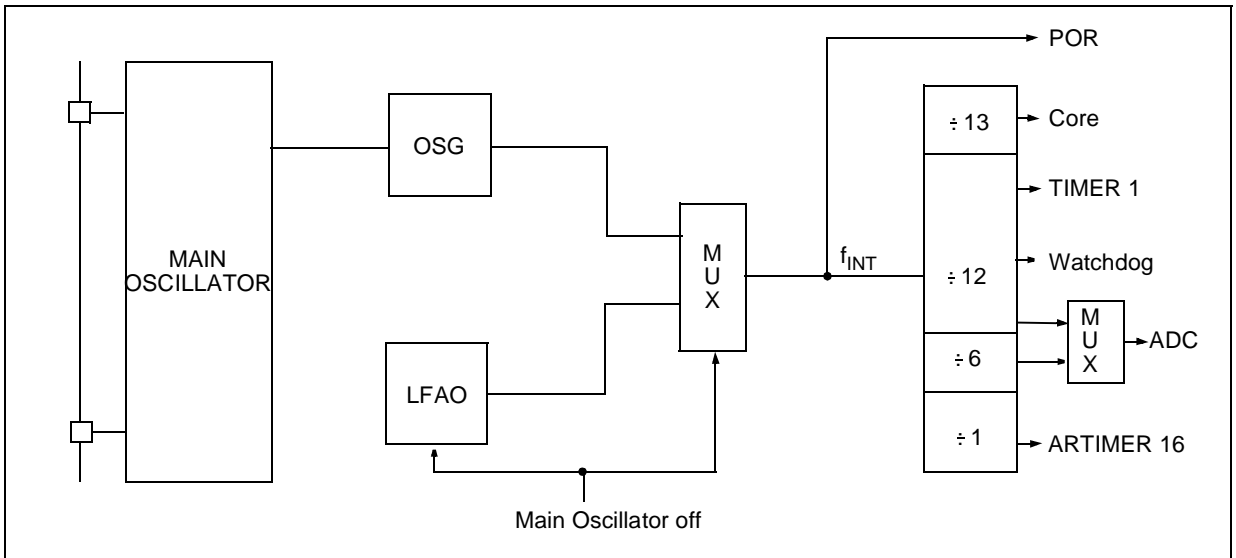 POR
÷ 13
Core
OSG
TIMER 1
MAIN
OSCILLATOR
M
U
X
fINT
÷ 12
Watchdog
M
U
X
ADC
÷ 6
LFAO
÷ 1
ARTIMER 16
Main Oscillator off